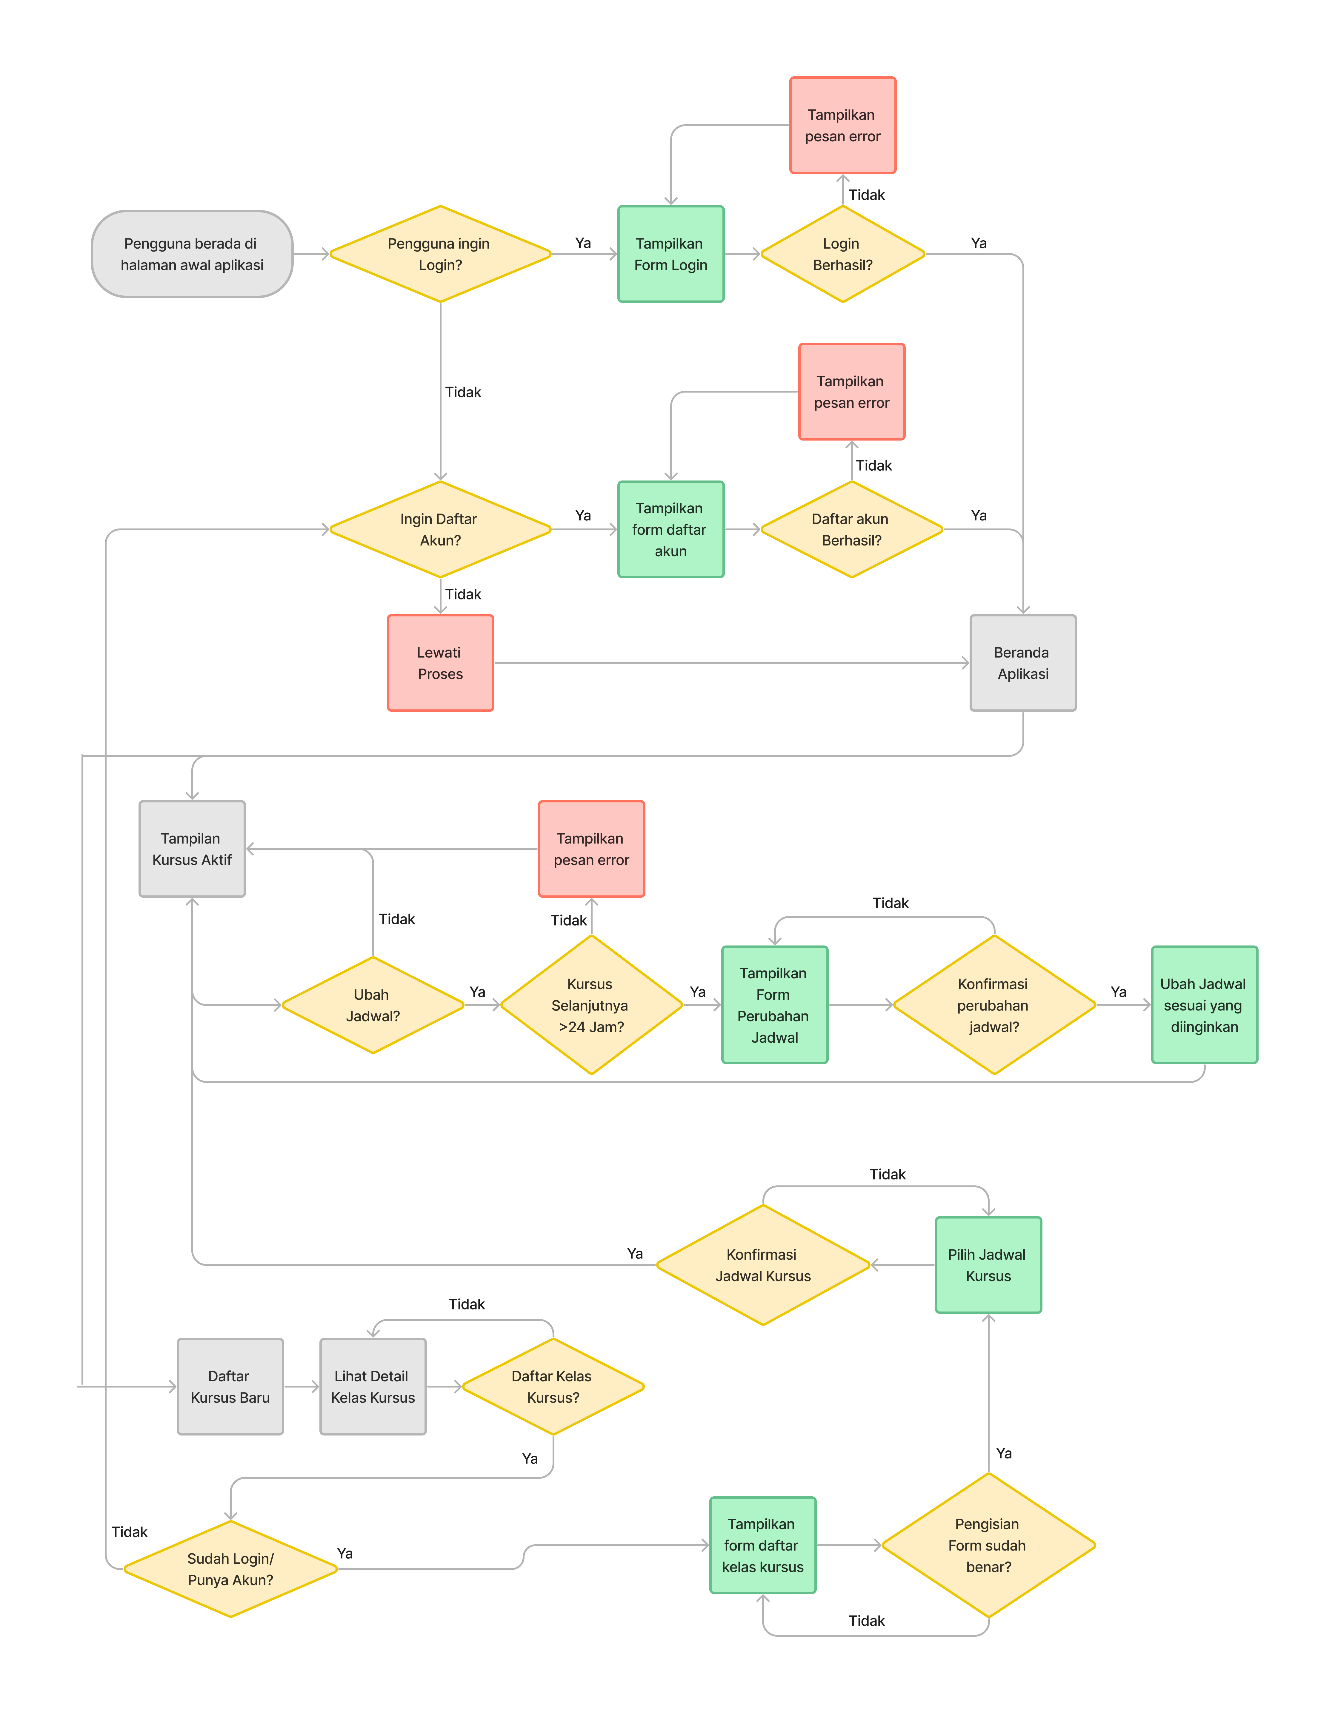 Tampilkan
pesan error
Tidak
Pengguna berada di
halaman awal aplikasi
Pengguna ingin
Login?
Ya
Tampilkan
Form Login
Login
Berhasil?
Ya
Tidak
Tampilkan
pesan error
Tidak
Ingin Daftar
Akun?
Ya
Tampilkan
form daftar
akun
Daftar akun
Berhasil?
Ya
Tidak
Lewati
Proses
Beranda
Aplikasi
Tampilan
Kursus Aktif
Tampilkan
pesan error
Tidak
Tidak
Tidak
Ubah
Jadwal?
Ya
Kursus
Selanjutnya
>24 Jam?
Ya
Tampilkan
Form
Perubahan
Jadwal
Konfirmasi
perubahan
jadwal?
Ya
Ubah Jadwal
sesuai yang
diinginkan
Tidak
Ya
Konfirmasi
Jadwal Kursus
Pilih Jadwal
Kursus
Tidak
Daftar
Kursus Baru
Lihat Detail
Kelas Kursus
Daftar Kelas
Kursus?
Ya
Ya
Tidak
Sudah Login/
Punya Akun?
Ya
Tampilkan
form daftar
kelas kursus
Pengisian
Form sudah
benar?
Tidak